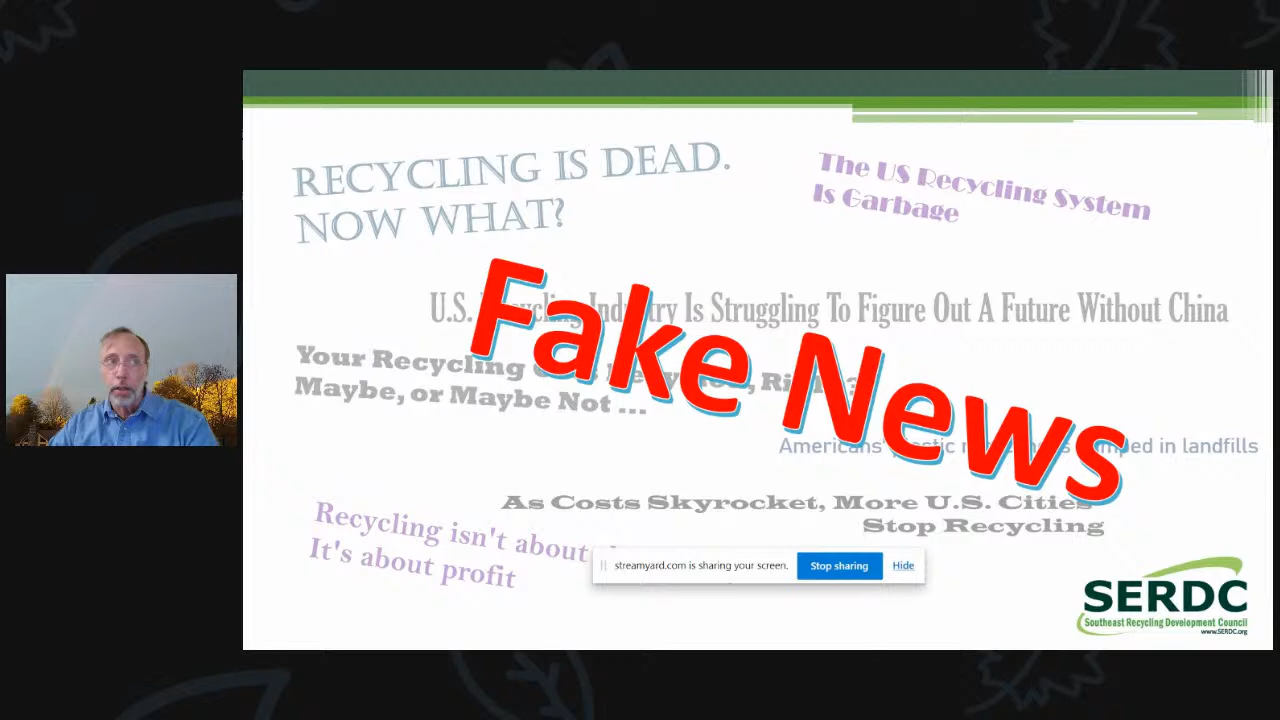 RECYCLING IS DEAD.
NOW WHAT?
The US Recycling System
Is Garbage
U.S. Industry Is Struggling To Figure Out A Future Without China
Fake News
Your Recycling
Maybe, or Maybe Not ...
Americans' in landfills
As Costs Skyrocket, More U.S. Cities
Stop Recycling
Recycling isn't about
It's about profit
streamyard.com is sharing your screen.
Stop sharing
Hide
SERDC
Southeast Recycling Development Council
www.SERDC.org